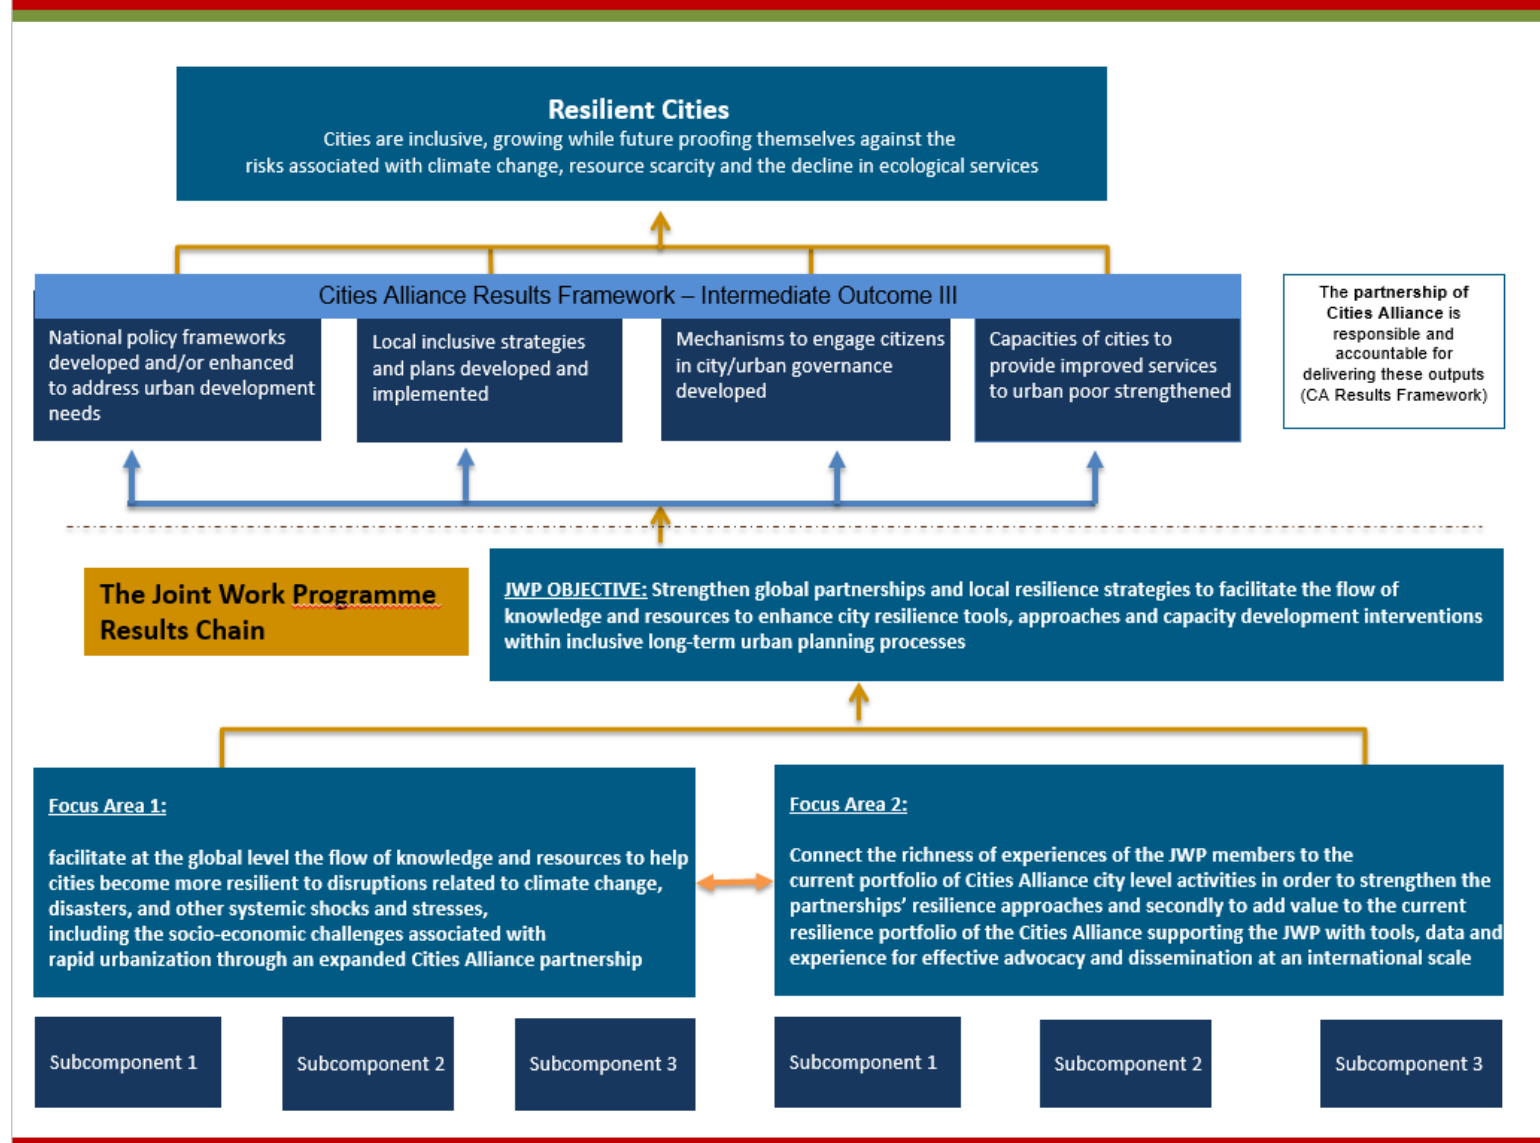 Resilient Cities
Cities are inclusive, growing while future proofing themselves against the
risks associated with climate change, resource scarcity and the decline in ecological services
Cities Alliance Results Framework – Intermediate Outcome III
National policy frameworks
developed and/or enhanced
to address urban development
needs
Local inclusive strategies
and plans developed and
implemented
Mechanisms to engage citizens
in city/urban governance
developed
Capacities of cities to
provide improved services
to urban poor strengthened
The partnership of
Cities Alliance is
responsible and
accountable for
delivering these outputs
(CA Results Framework)
The Joint Work Programme
Results Chain
JWP OBJECTIVE: Strengthen global partnerships and local resilience strategies to facilitate the flow of
knowledge and resources to enhance city resilience tools, approaches and capacity development interventions
within inclusive long-term urban planning processes
Focus Area 1:
facilitate at the global level the flow of knowledge and resources to help
cities become more resilient to disruptions related to climate change,
disasters, and other systemic shocks and stresses,
including the socio-economic challenges associated with
rapid urbanization through an expanded Cities Alliance partnership
Focus Area 2:
Connect the richness of experiences of the JWP members to the
current portfolio of Cities Alliance city level activities in order to strengthen the
partnerships’ resilience approaches and secondly to add value to the current
resilience portfolio of the Cities Alliance supporting the JWP with tools, data and
experience for effective advocacy and dissemination at an international scale
Subcomponent 1
Subcomponent 2
Subcomponent 3
Subcomponent 1
Subcomponent 2
Subcomponent 3